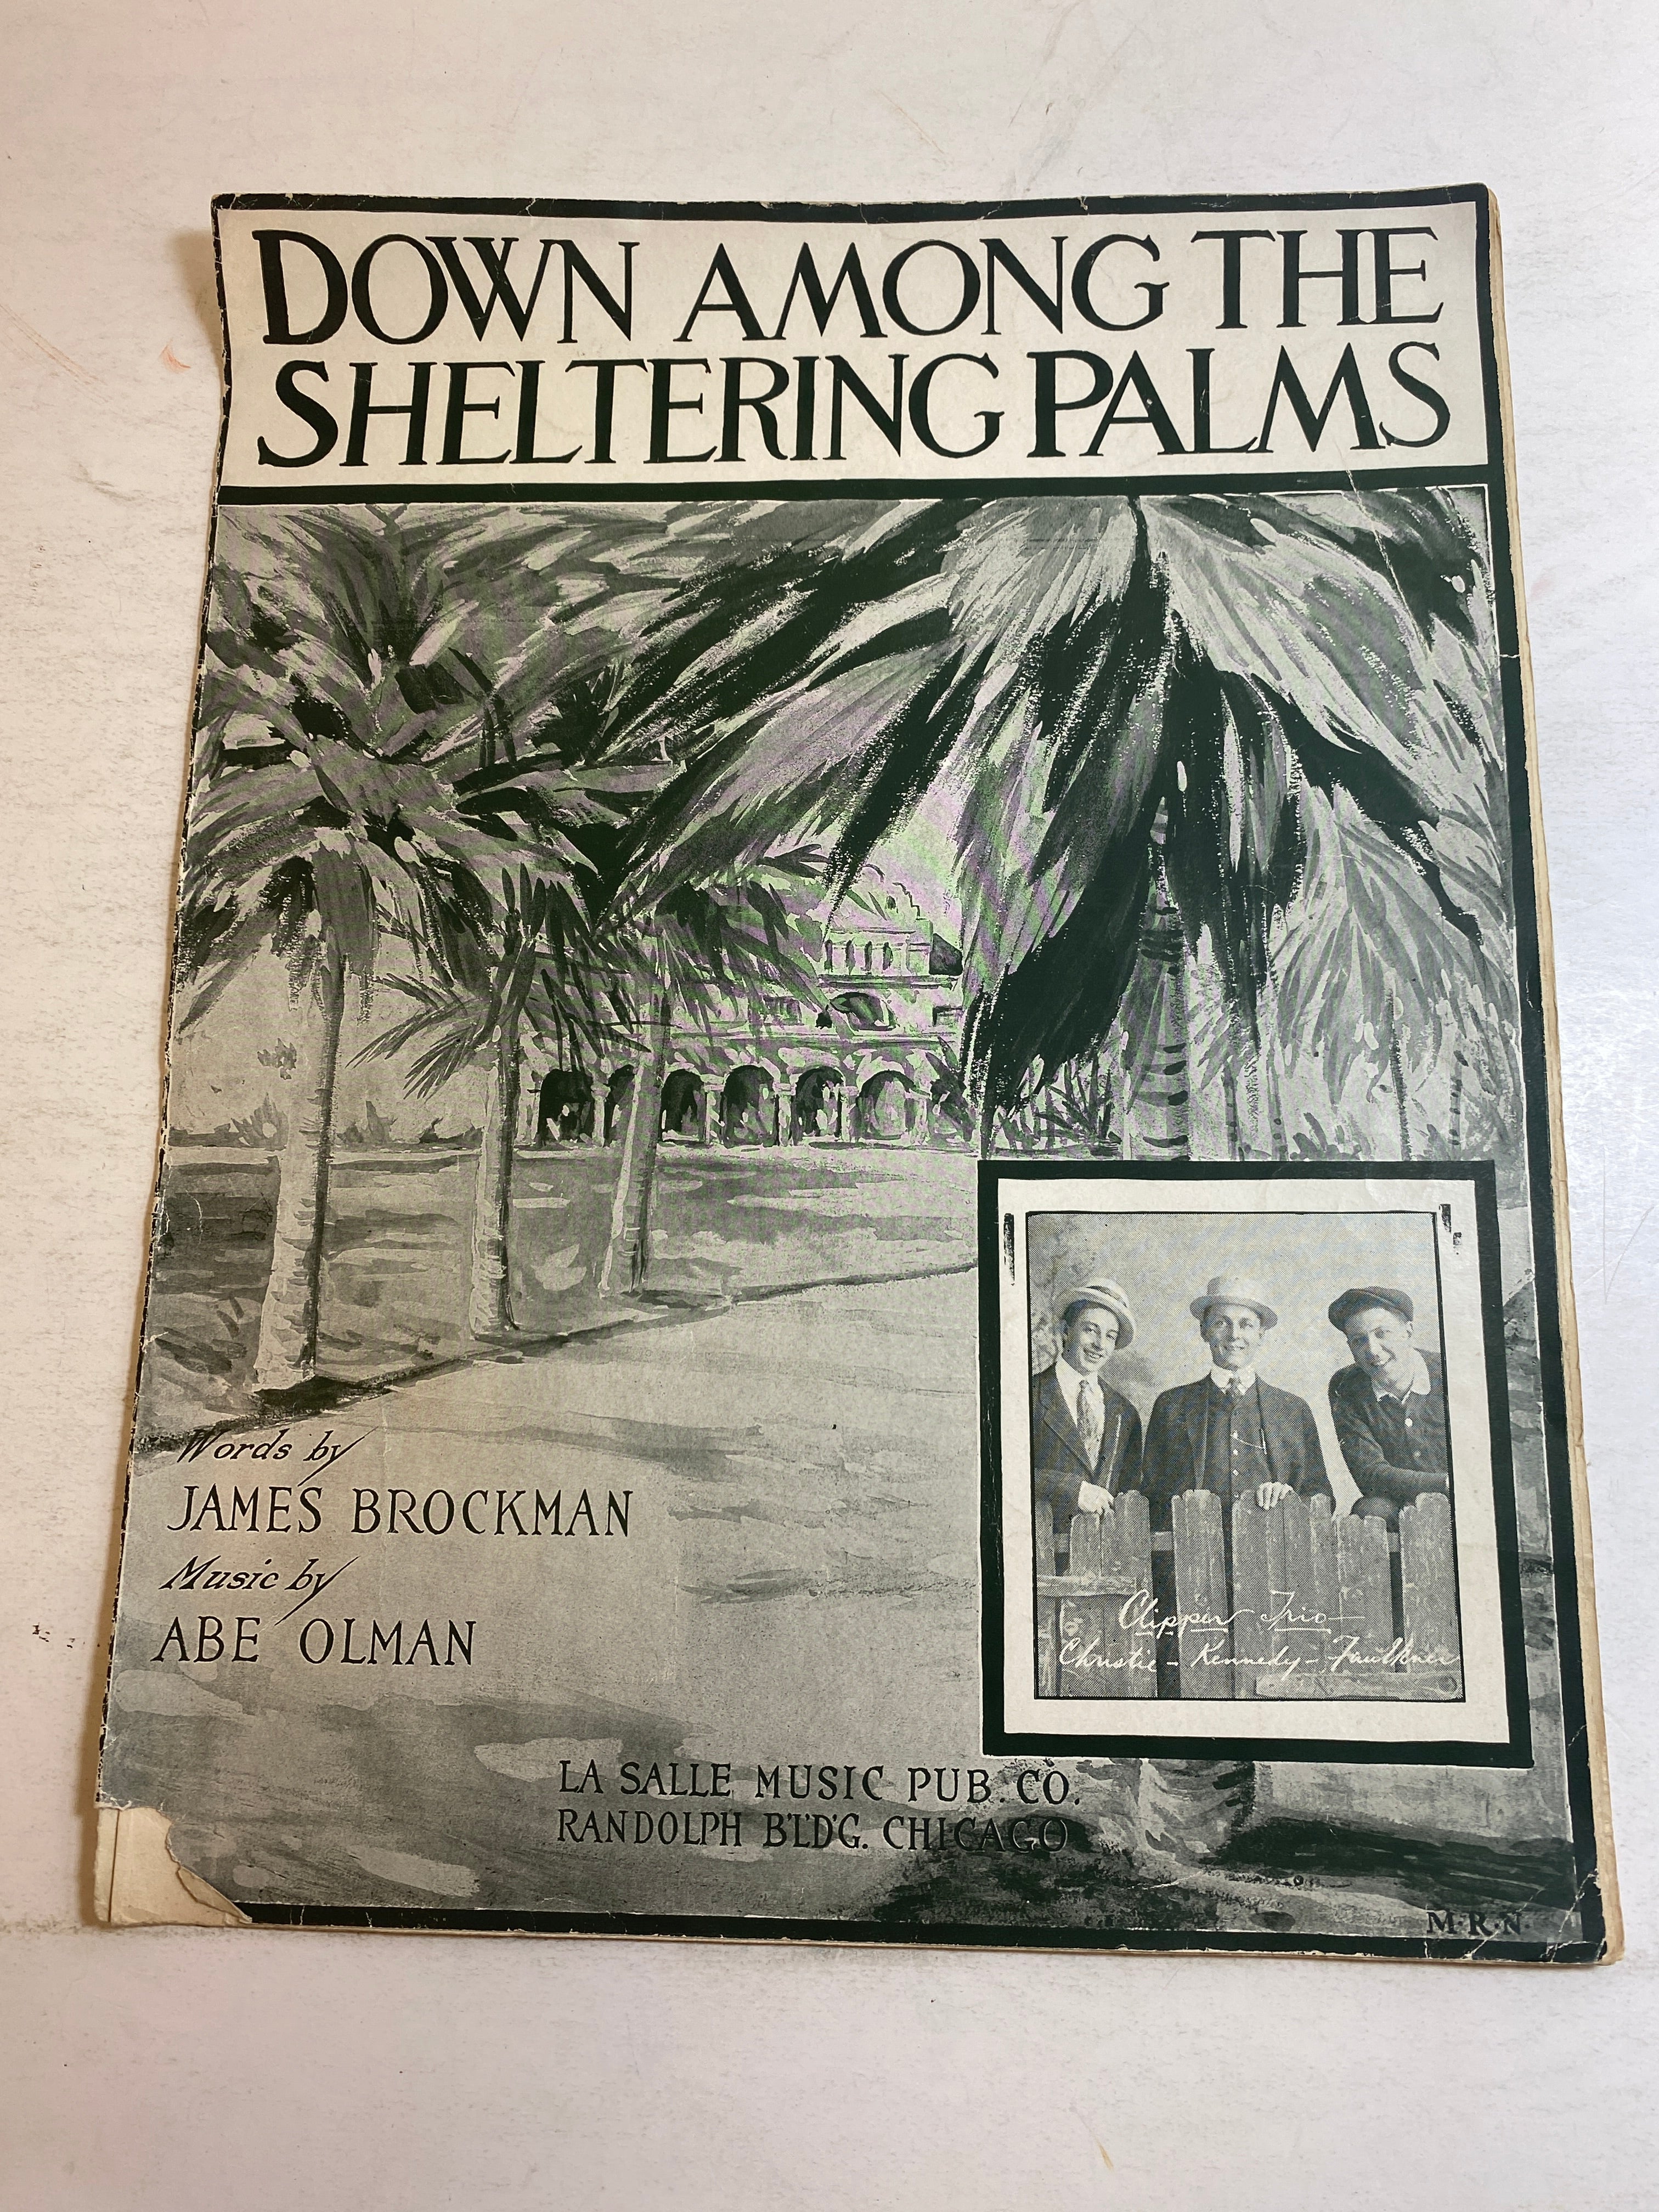 DOWN AMONG THE
SHELTERING PALMS
Words by
JAMES BROCKMAN
Music by
ABE OLMAN
Clipper Trio
Christie - Kennedy - Faulkner
LA SALLE MUSIC PUB. CO.
RANDOLPH B'L'D'G. CHICAGO
M·R·N·